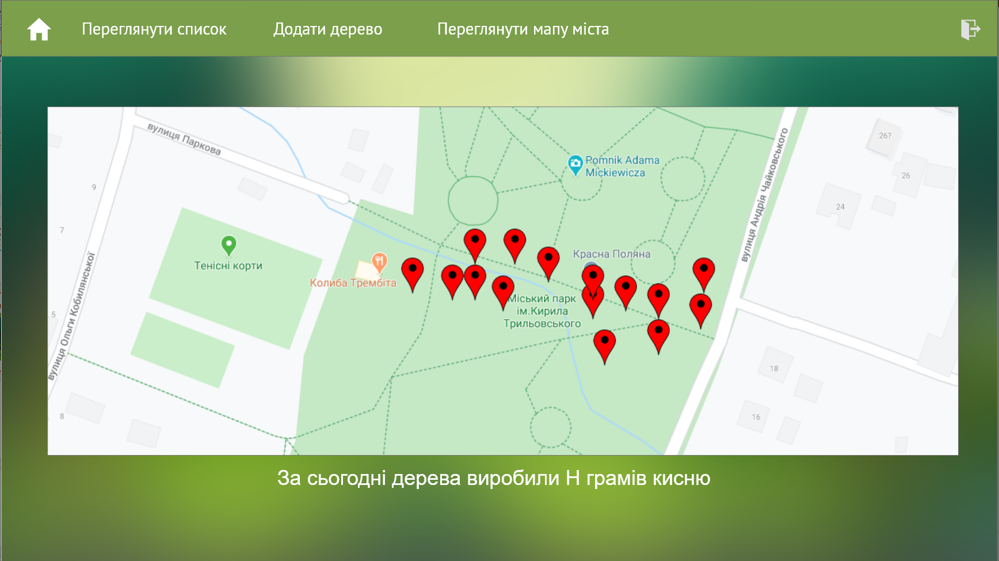 Переглянути список
Додати дерево
Переглянути мапу міста
вулиця Паркова
вулиця Ольги Кобилянської
вулиця Андрія Чайковського
Pomnik Adama
Mickiewicza
26?
26
24
9
7
5
8
Тенісні корти
Колиба Трембіта
Красна Поляна
Міський парк
ім.Кирила
Трильовського
18
16
За сьогодні дерева виробили Н грамів кисню